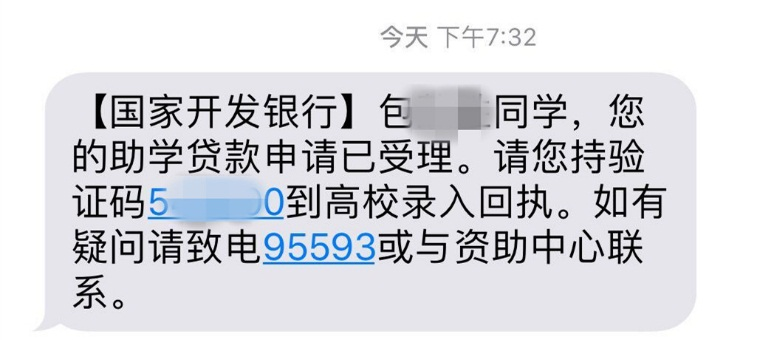 今天 下午7:32
【国家开发银行】包 同学，您
的助学贷款申请已受理。请您持验
证码5 00到高校录入回执。如有
疑问请致电95593或与资助中心联
系。